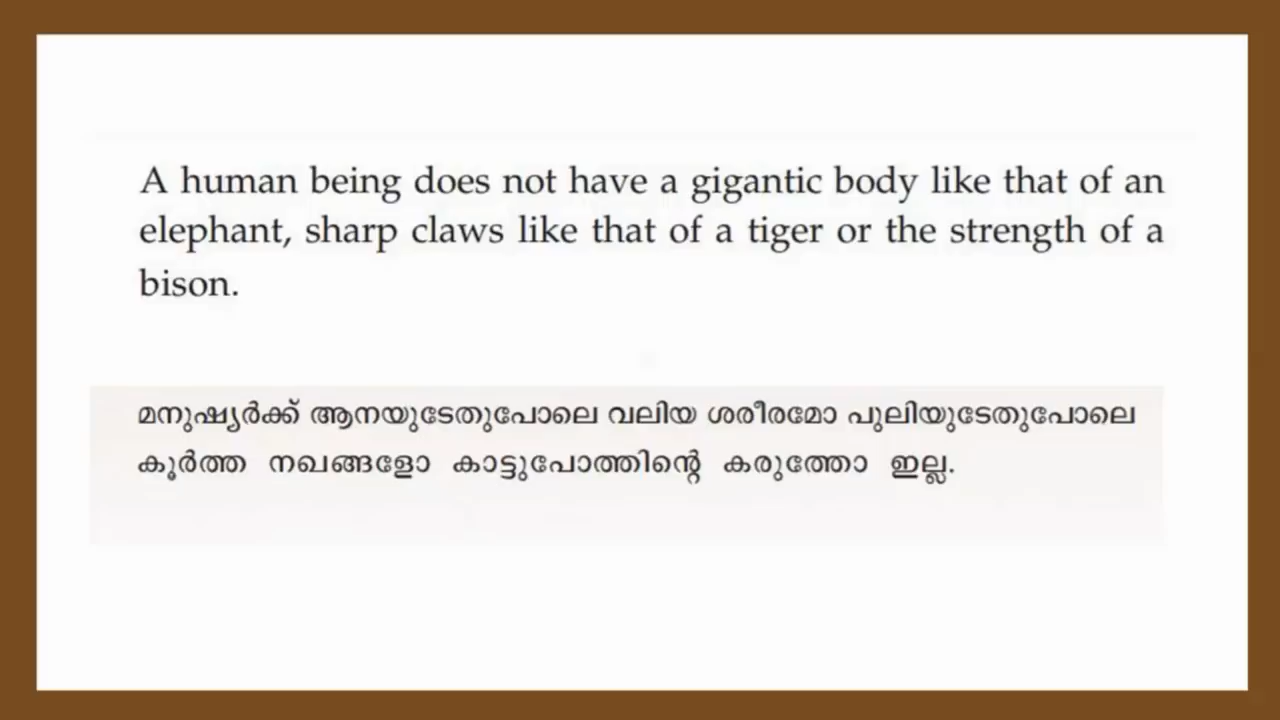 A human being does not have a gigantic body like that of an
elephant, sharp claws like that of a tiger or the strength of a
bison.
മനുഷ്യർക്ക് ആനയുടേതുപോലെ വലിയ ശരീരമോ പുലിയുടേതുപോലെ
കൂർത്ത നഖങ്ങളോ കാട്ടുപോത്തിന്റെ കരുത്തോ ഇല്ല.